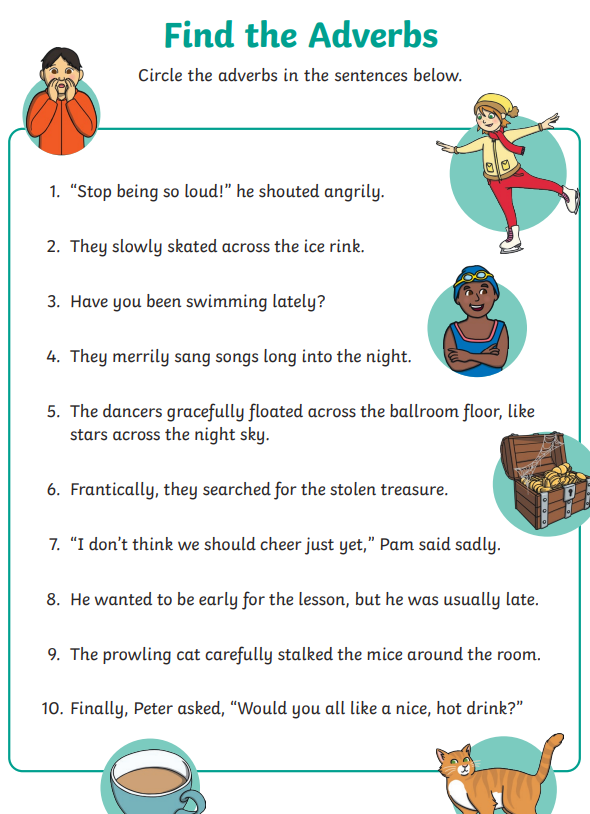 Find the Adverbs
Circle the adverbs in the sentences below.
1. “Stop being so loud!” he shouted angrily.
2. They slowly skated across the ice rink.
3. Have you been swimming lately?
4. They merrily sang songs long into the night.
5. The dancers gracefully floated across the ballroom floor, like
stars across the night sky.
6. Frantically, they searched for the stolen treasure.
7. “I don’t think we should cheer just yet,” Pam said sadly.
8. He wanted to be early for the lesson, but he was usually late.
9. The prowling cat carefully stalked the mice around the room.
10. Finally, Peter asked, “Would you all like a nice, hot drink?”